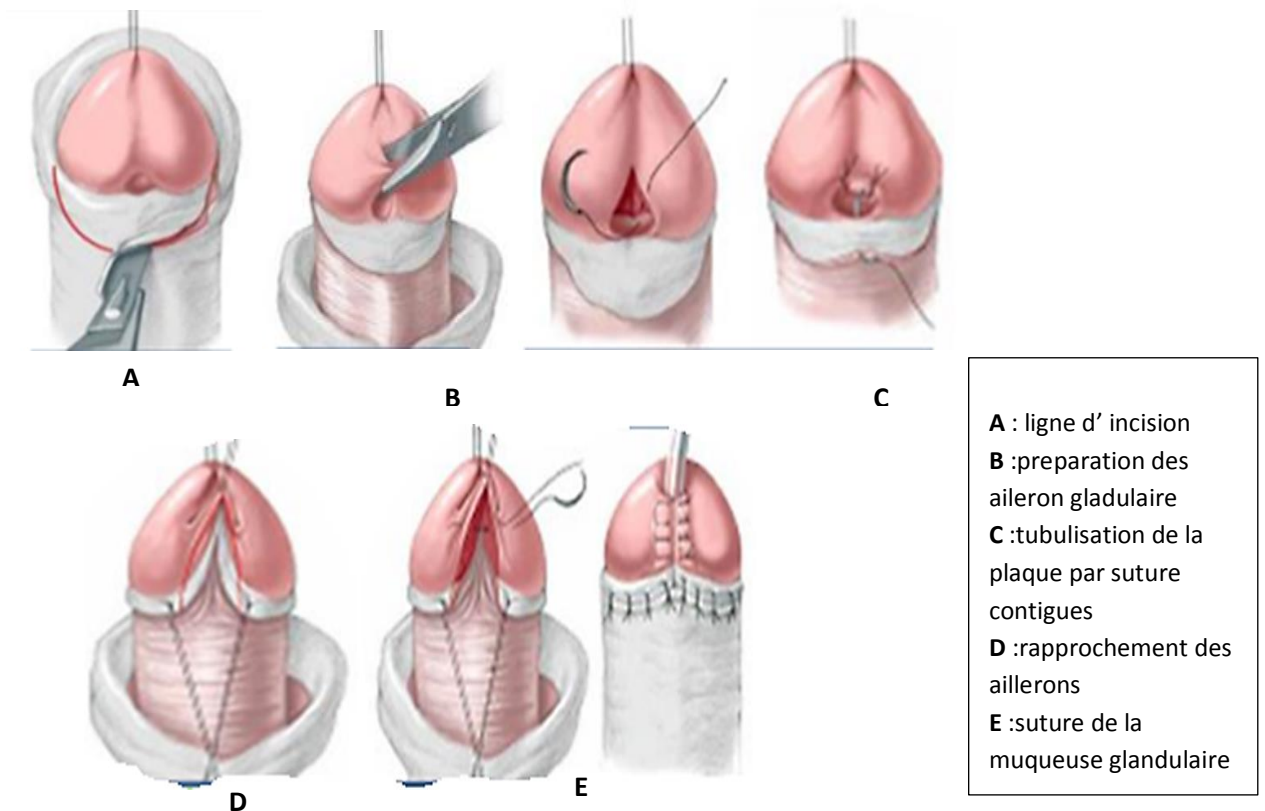 A
B
C
D
E
A : ligne d’ incision
B :preparation des
aileron gladulaire
C :tubulisation de la
plaque par suture
contigues
D :rapprochement des
aillerons
E :suture de la
muqueuse glandulaire